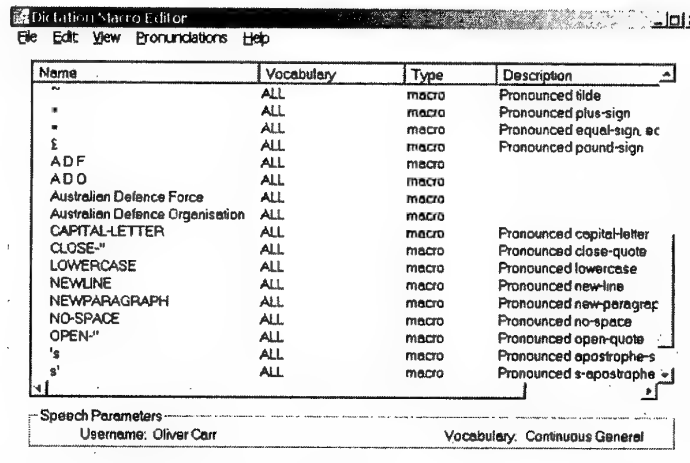 Dictation Macro Editor
File Edit View Pronunciations Help
Name Vocabulary Type Description
~ ALL macro Pronounced tilde
ALL macro Pronounced plus-sign
= ALL macro Pronounced equal-sign,
£ ALL macro Pronounced pound-sign
A D F ALL macro
A D O ALL macro
Australian Defence Force ALL macro
Australian Defence Organisation ALL macro
CAPITAL-LETTER ALL macro Pronounced capital-letter
CLOSE-" ALL macro Pronounced close-quote
LOWERCASE ALL macro Pronounced lowercase
NEWLINE ALL macro Pronounced new-line
NEWPARAGRAPH ALL macro Pronounced new-paragrap
NO-SPACE ALL macro Pronounced no-space
OPEN-" ALL macro Pronounced open-quote
's ALL macro Pronounced apostrophe-s
s' ALL macro Pronounced s-apostrophe
Speech Parameters
Username: Oliver Carr Vocabulary: Continuous General